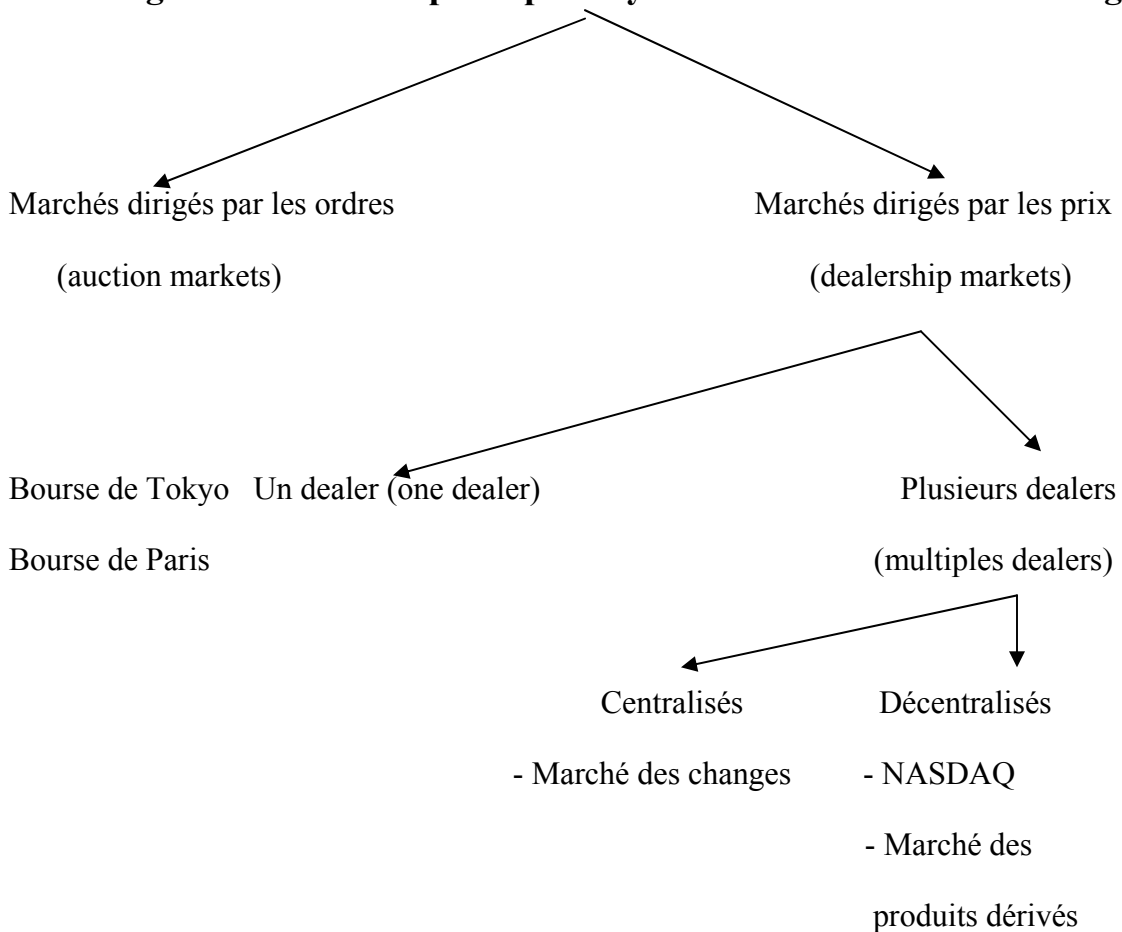 Marchés dirigés par les ordres Marchés dirigés par les prix
(auction markets) (dealership markets)
Bourse de Tokyo Un dealer (one dealer) Plusieurs dealers
Bourse de Paris (multiples dealers)
Centralisés Décentralisés
- Marché des changes - NASDAQ
- Marché des
produits dérivés